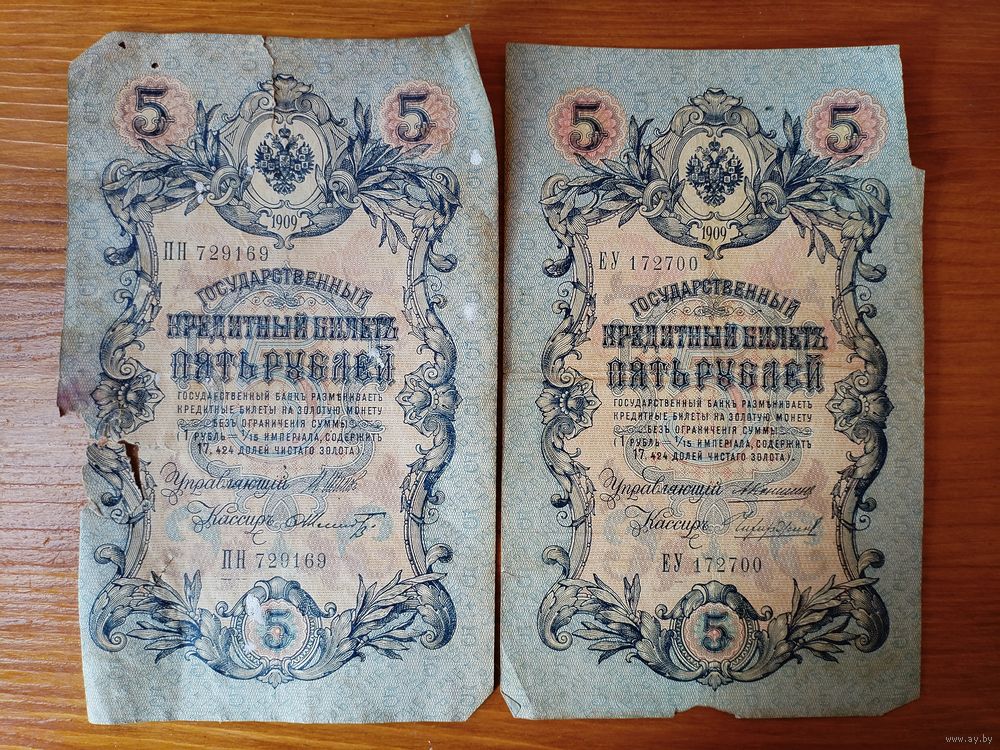 5 5
1909
ПН 729169
ГОСУДАРСТВЕННЫЙ
КРЕДИТНЫЙ БИЛЕТЪ
ПЯТЬ РУБЛЕЙ
ГОСУДАРСТВЕННЫЙ БАНКЪ РАЗМѢНИВАЕТЪ
КРЕДИТНЫЕ БИЛЕТЫ НА ЗОЛОТУЮ МОНЕТУ
БЕЗЪ ОГРАНИЧЕНІЯ СУММЫ
(1 РУБЛЬ = 1/15 ИМПЕРІАЛА, СОДЕРЖИТЪ
17,424 ДОЛЕЙ ЧИСТАГО ЗОЛОТА).
Управляющій
Кассиръ
ПН 729169
5
5 5
1909
ЕУ 172700
ГОСУДАРСТВЕННЫЙ
КРЕДИТНЫЙ БИЛЕТЪ
ПЯТЬ РУБЛЕЙ
ГОСУДАРСТВЕННЫЙ БАНКЪ РАЗМѢНИВАЕТЪ
КРЕДИТНЫЕ БИЛЕТЫ НА ЗОЛОТУЮ МОНЕТУ
БЕЗЪ ОГРАНИЧЕНІЯ СУММЫ
(1 РУБЛЬ = 1/15 ИМПЕРІАЛА, СОДЕРЖИТЪ
17,424 ДОЛЕЙ ЧИСТАГО ЗОЛОТА).
Управляющій
Кассиръ
ЕУ 172700
5
www.ay.by